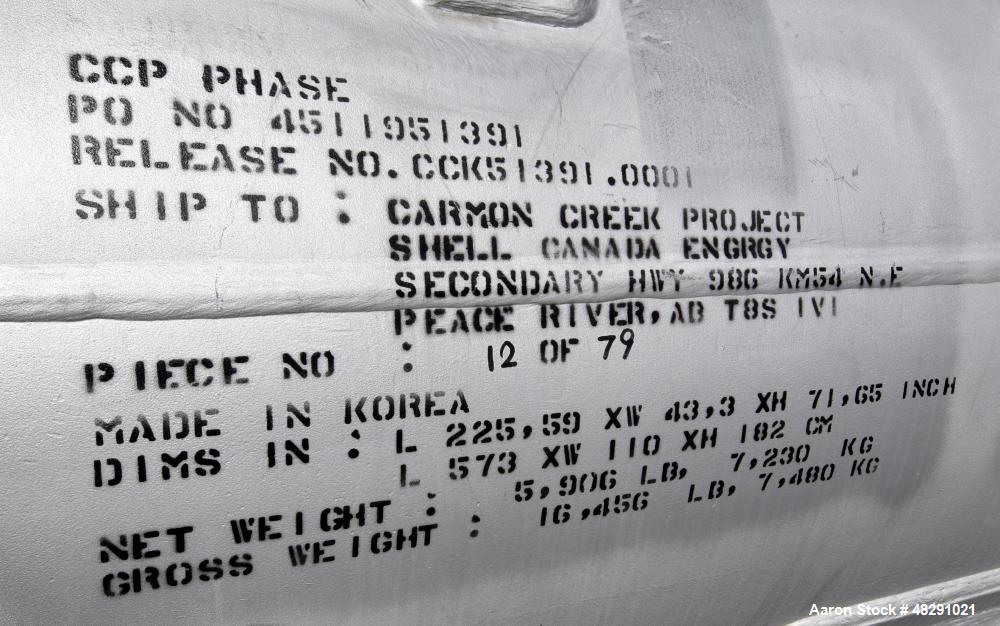 CCP PHASE
PO NO 4511951391
RELEASE NO.CCK51391.0001
SHIP TO : CARMON CREEK PROJECT
SHELL CANADA ENGRGY
SECONDARY HWY 986 KM54 N.E
PEACE RIVER,AB T8S 1V1
PIECE NO : 12 OF 79
MADE IN KOREA
DIMS IN : L 225,59 XW 43,3 XH 71,65 INCH
L 573 XW 110 XH 182 CM
NET WEIGHT : 5,906 LB, 7,230 KG
GROSS WEIGHT : 16,456 LB, 7,480 KG
Aaron Stock # 48291021